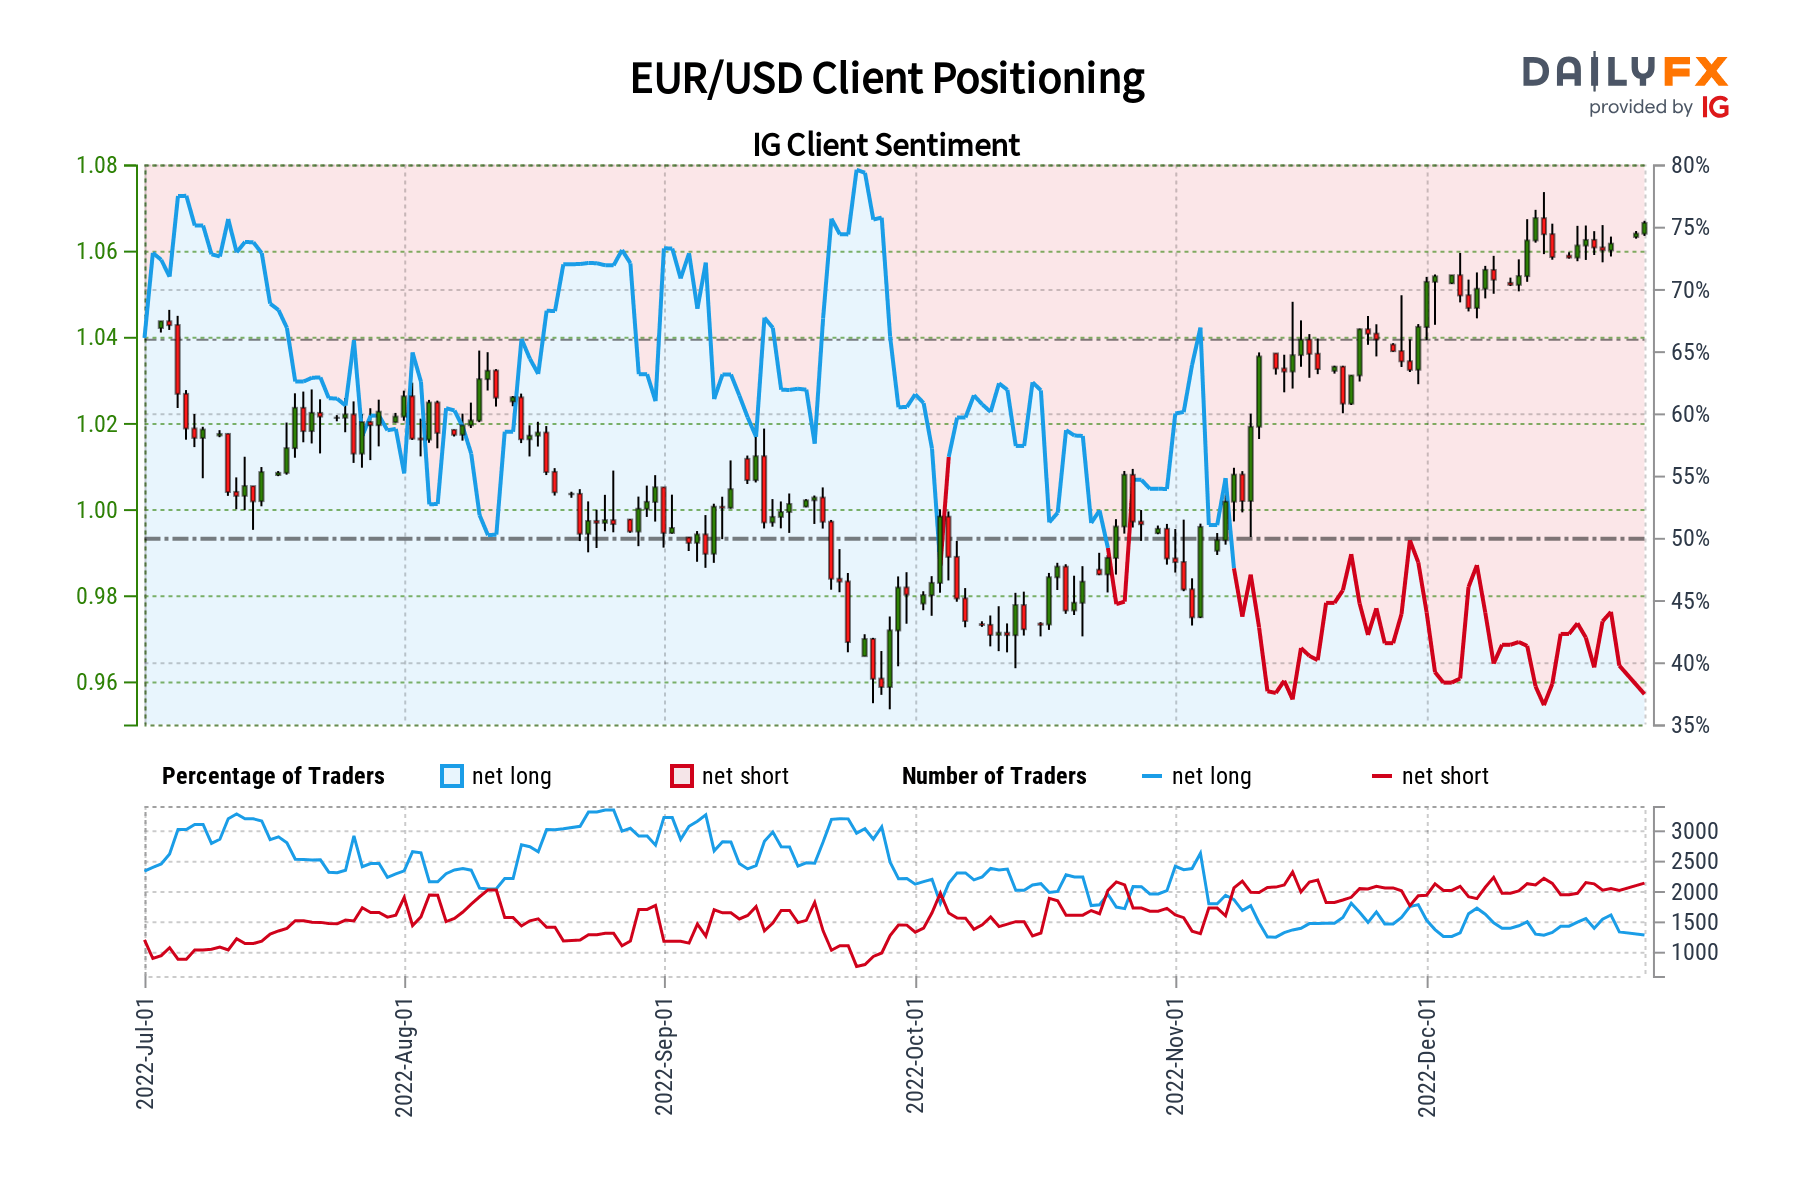 EUR/USD Client Positioning
DAILYFX
provided by IG
IG Client Sentiment
1.08
1.06
1.04
1.02
1.00
0.98
0.96
80%
75%
70%
65%
60%
55%
50%
45%
40%
35%
Percentage of Traders net long net short Number of Traders net long net short
3000
2500
2000
1500
1000
2022-Jul-01
2022-Aug-01
2022-Sep-01
2022-Oct-01
2022-Nov-01
2022-Dec-01